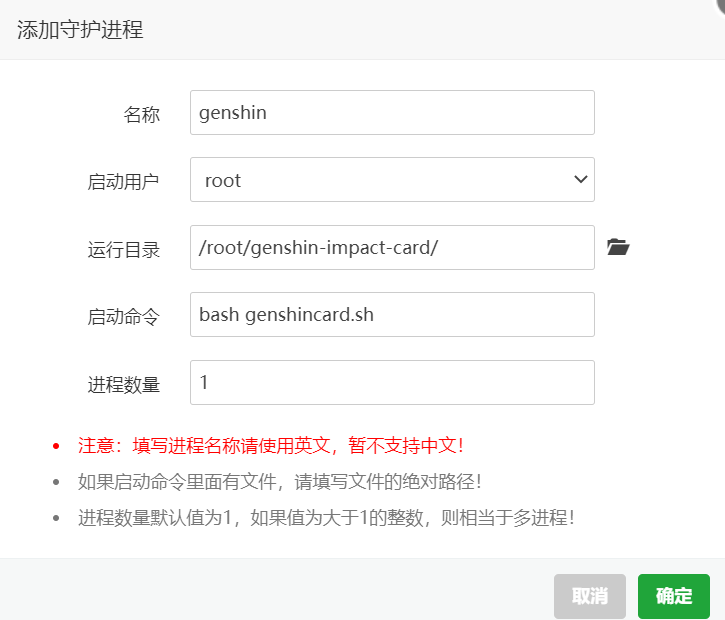 添加守护进程
名称 genshin
启动用户 root
运行目录 /root/genshin-impact-card/
启动命令 bash genshincard.sh
进程数量 1
注意：填写进程名称请使用英文，暂不支持中文！
如果启动命令里面有文件，请填写文件的绝对路径！
进程数量默认值为1，如果值为大于1的整数，则相当于多进程！
取消 确定